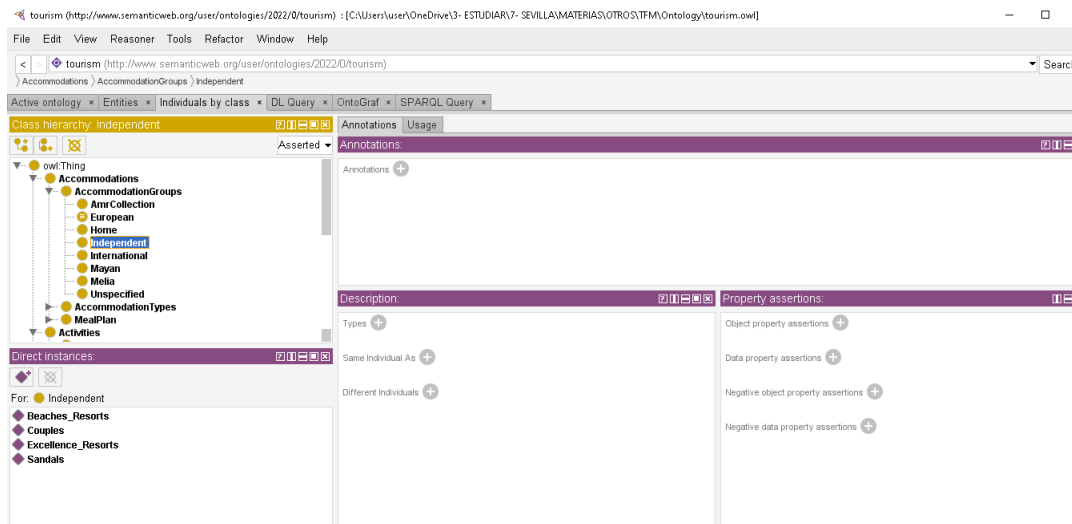 tourism (http://www.semanticweb.org/user/ontologies/2022/0/tourism) : [C:\Users\user\OneDrive\3- ESTUDIAR\7- SEVILLA\MATERIAS\OTROS\TFM\Ontology\tourism.owl]
File Edit View Reasoner Tools Refactor Window Help
< > tourism (http://www.semanticweb.org/user/ontologies/2022/0/tourism) Search
Accommodations AccommodationGroups Independent
Active ontology × Entities × Individuals by class × DL Query × OntoGraf × SPARQL Query ×
Class hierarchy: Independent
Annotations Usage
Asserted
Annotations:
Annotations
owl:Thing
Accommodations
AccommodationGroups
AmrCollection
European
Home
Independent
International
Mayan
Melia
Unspecified
AccommodationTypes
MealPlan
Activities
Direct instances:
For: Independent
Beaches_Resorts
Couples
Excellence_Resorts
Sandals
Description:
Types
Same Individual As
Different Individuals
Property assertions:
Object property assertions
Data property assertions
Negative object property assertions
Negative data property assertions